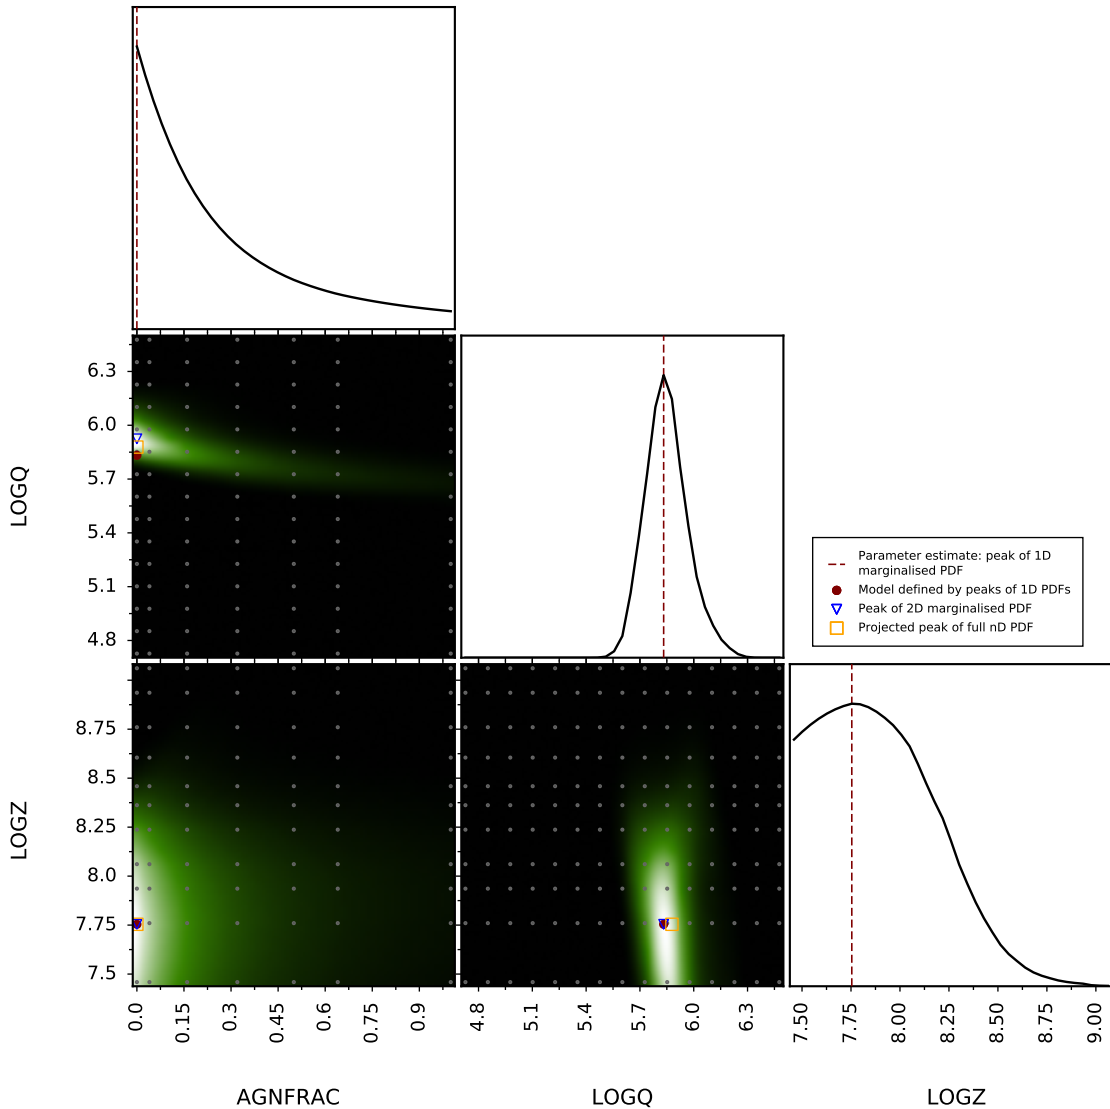 6.3
6.0
5.7
5.4
5.1
4.8
LOGQ
Parameter estimate: peak of 1D
marginalised PDF
Model defined by peaks of 1D PDFs
Peak of 2D marginalised PDF
Projected peak of full nD PDF
8.75
8.5
8.25
8.0
7.75
7.5
LOGZ
0.0 0.15 0.3 0.45 0.6 0.75 0.9
4.8 5.1 5.4 5.7 6.0 6.3
7.50 7.75 8.00 8.25 8.50 8.75 9.00
AGNFRAC
LOGQ
LOGZ